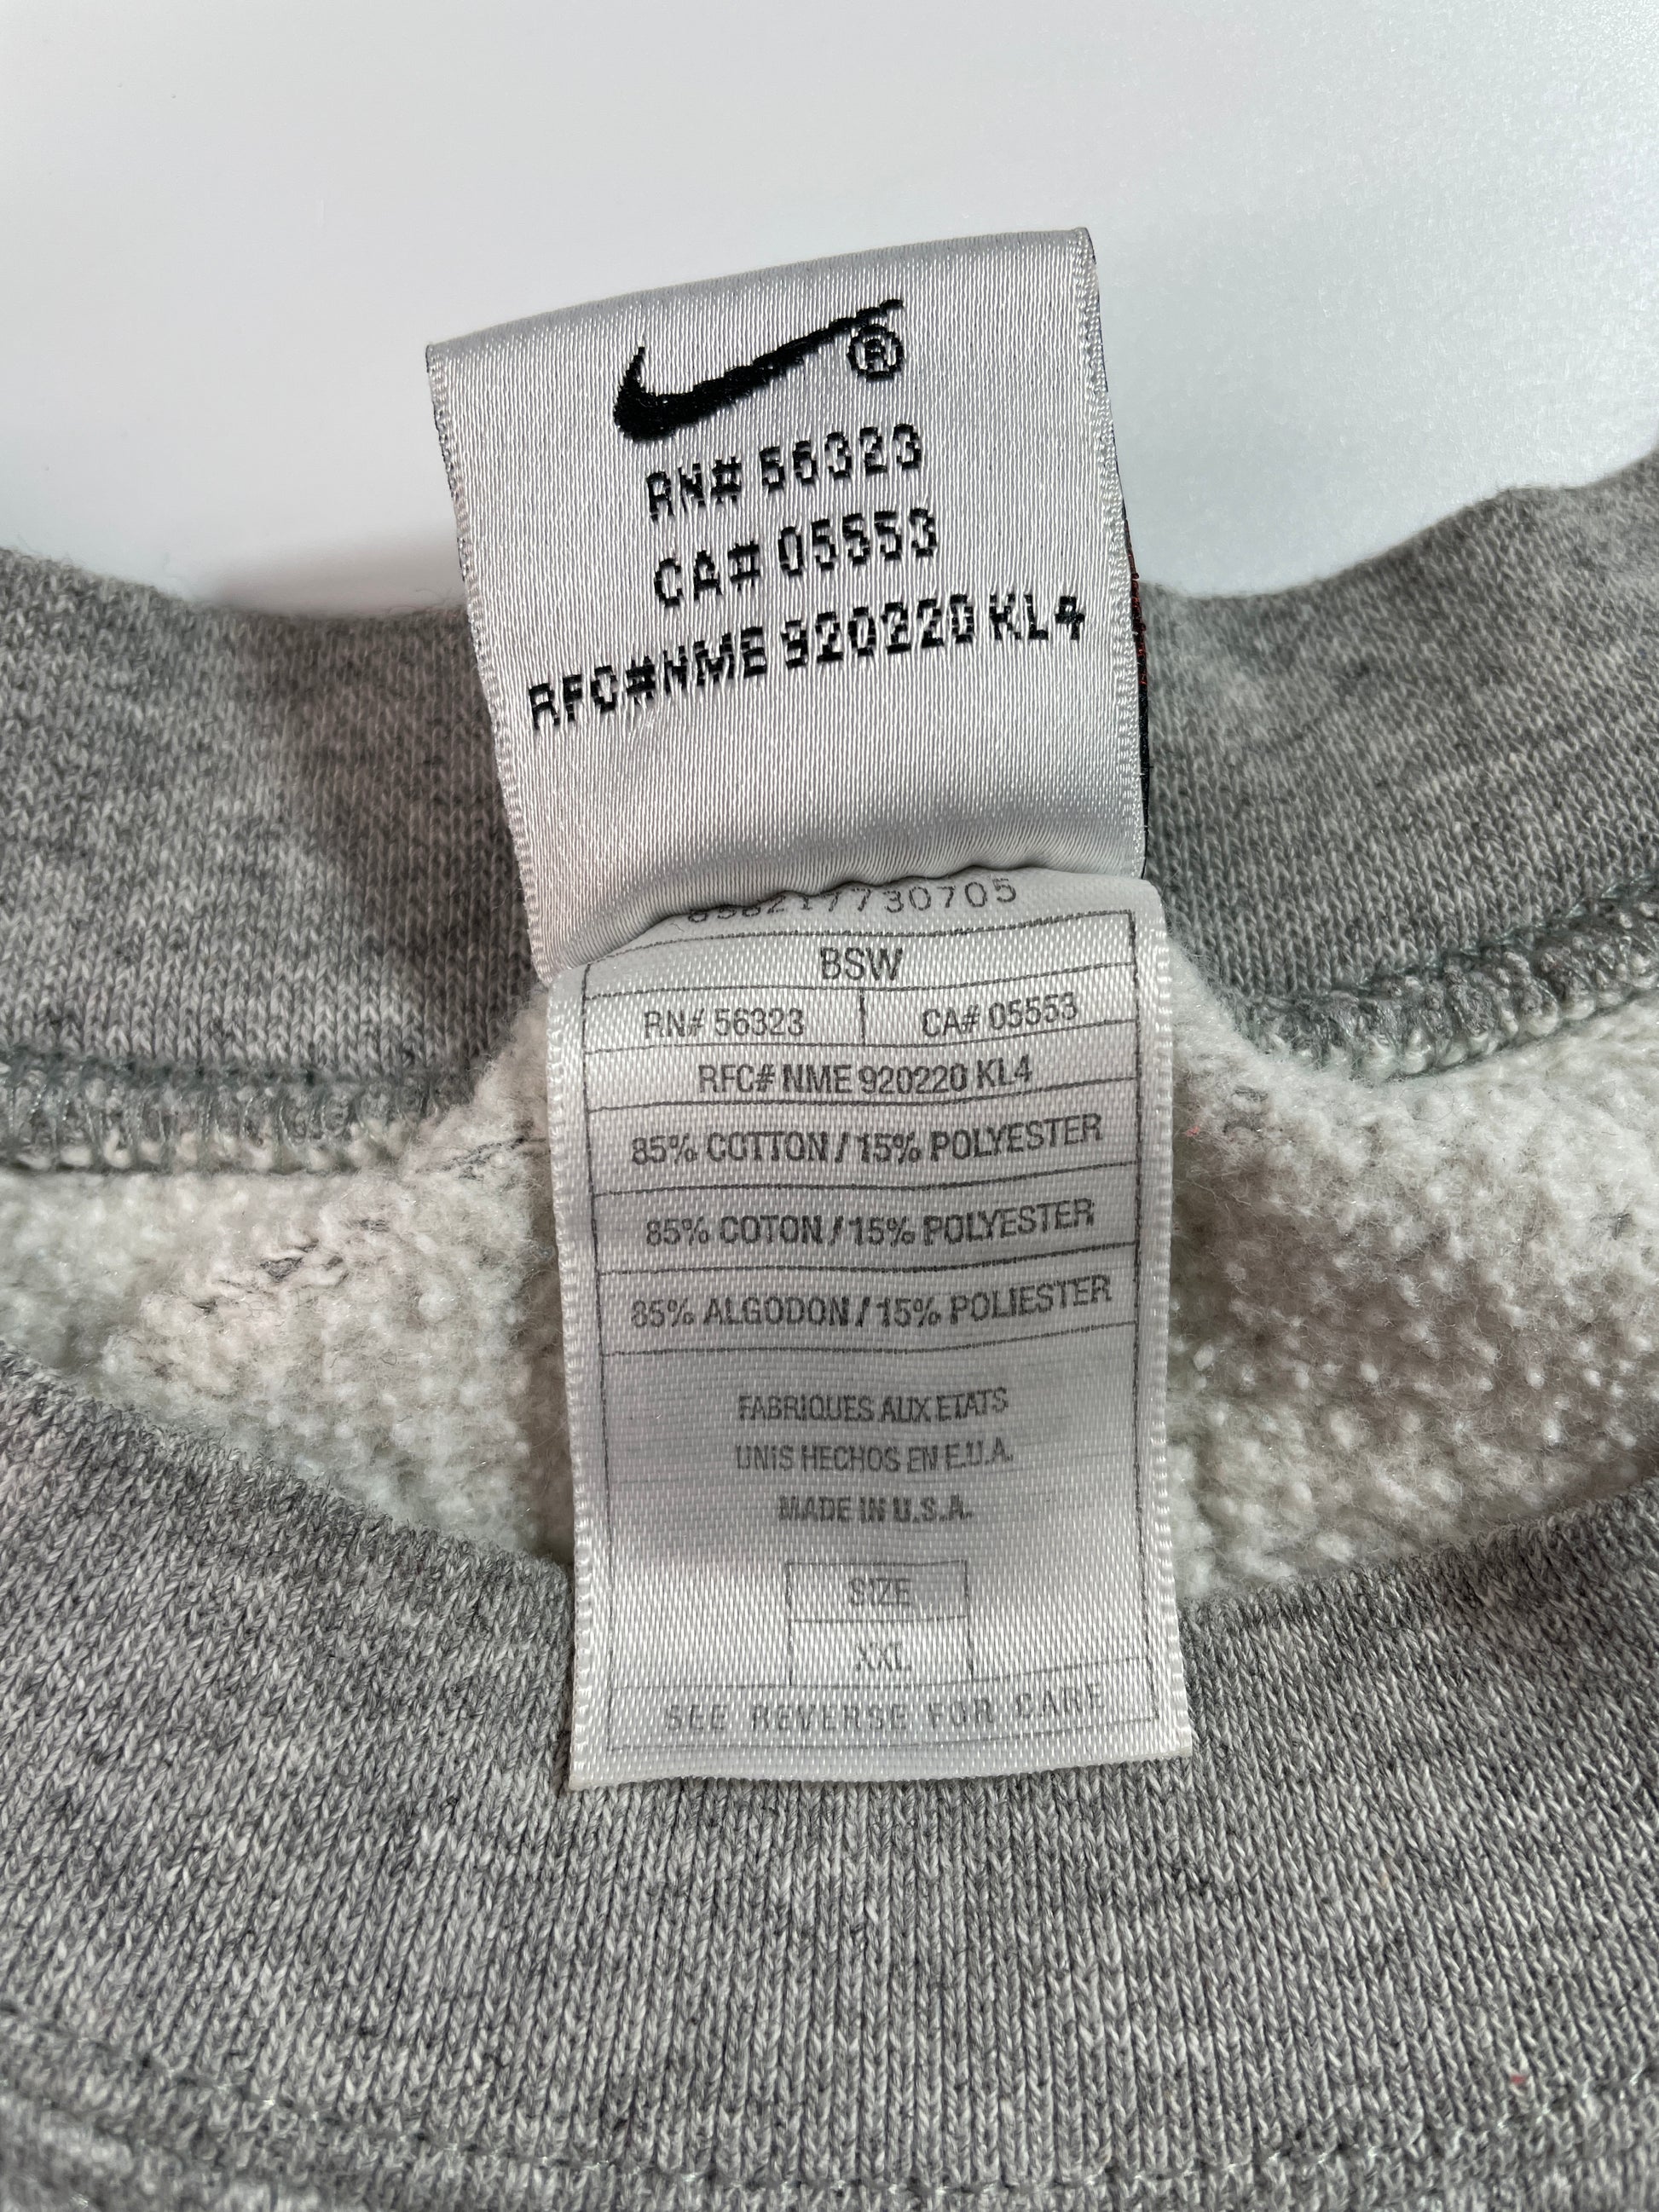 ®
RN# 56323
CA# 05553
RFC#NME 920220 KL4
BSW
RN# 56323 CA# 05553
RFC# NME 920220 KL4
85% COTTON / 15% POLYESTER
85% COTON / 15% POLYESTER
85% ALGODON / 15% POLIESTER
FABRIQUES AUX ETATS
UNIS HECHOS EN E.U.A.
MADE IN U.S.A.
SIZE
XXL
SEE REVERSE FOR CARE